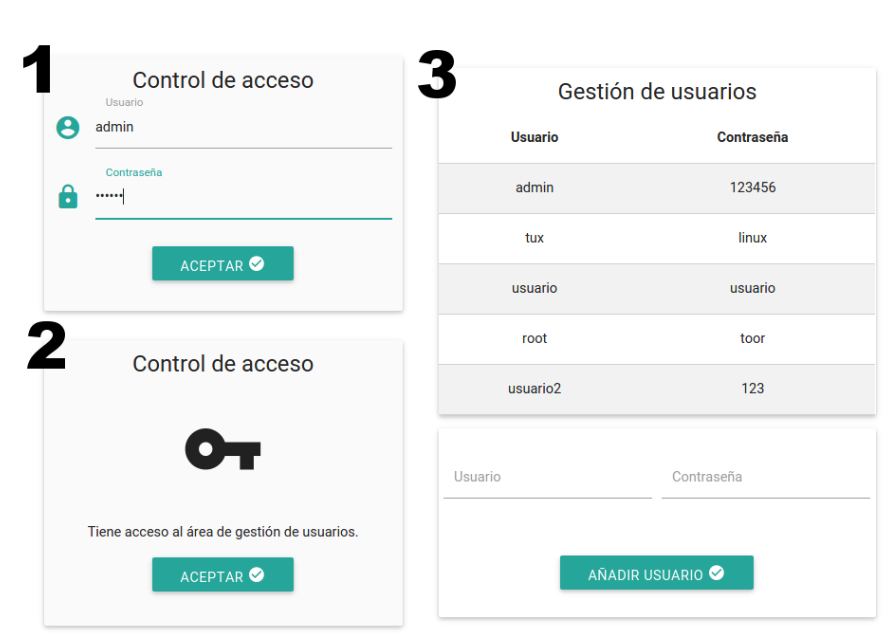 1
Control de acceso
Usuario
admin
Contraseña
••••••
ACEPTAR
2
Control de acceso
Tiene acceso al área de gestión de usuarios.
ACEPTAR
3
Gestión de usuarios
Usuario Contraseña
admin 123456
tux linux
usuario usuario
root toor
usuario2 123
Usuario Contraseña
AÑADIR USUARIO